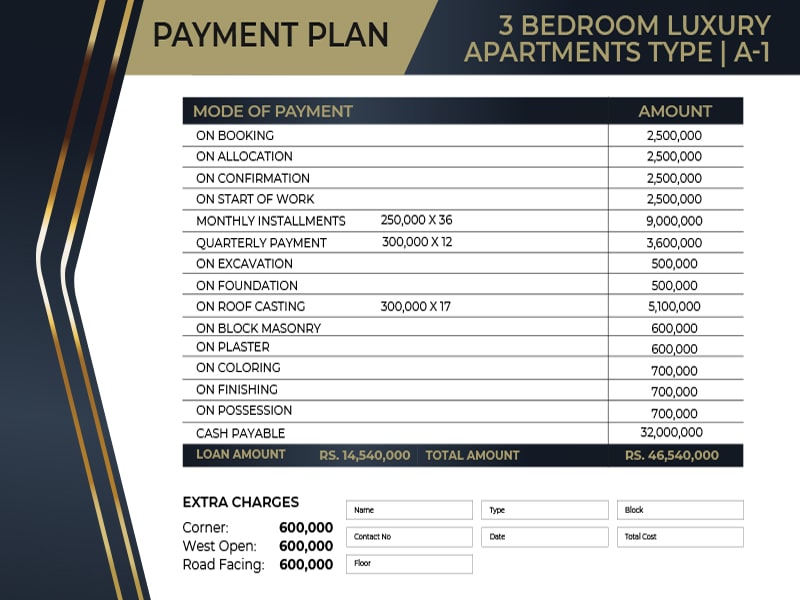 PAYMENT PLAN
3 BEDROOM LUXURY
APARTMENTS TYPE | A-1
MODE OF PAYMENT AMOUNT
ON BOOKING 2,500,000
ON ALLOCATION 2,500,000
ON CONFIRMATION 2,500,000
ON START OF WORK 2,500,000
MONTHLY INSTALLMENTS 250,000 X 36 9,000,000
QUARTERLY PAYMENT 300,000 X 12 3,600,000
ON EXCAVATION 500,000
ON FOUNDATION 500,000
ON ROOF CASTING 300,000 X 17 5,100,000
ON BLOCK MASONRY 600,000
ON PLASTER 600,000
ON COLORING 700,000
ON FINISHING 700,000
ON POSSESSION 700,000
CASH PAYABLE 32,000,000
LOAN AMOUNT RS. 14,540,000 TOTAL AMOUNT RS. 46,540,000
EXTRA CHARGES
Corner: 600,000
West Open: 600,000
Road Facing: 600,000
Name Type Block
Contact No Date Total Cost
Floor